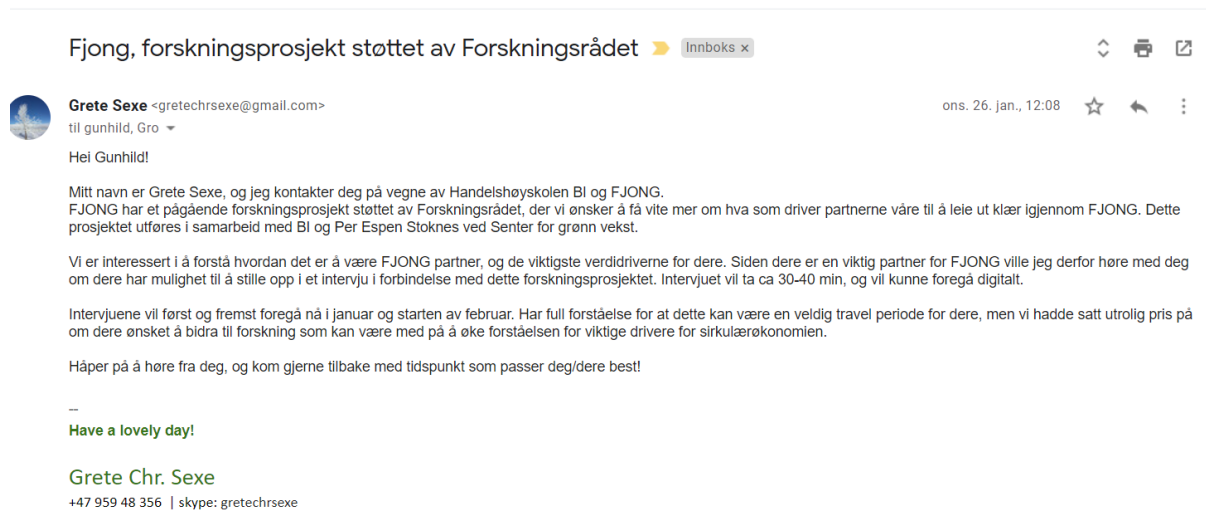 Fjong, forskningsprosjekt støttet av Forskningsrådet Innboks x
Grete Sexe <gretechrsexe@gmail.com> ons. 26. jan., 12:08
til gunhild, Gro
Hei Gunhild!
Mitt navn er Grete Sexe, og jeg kontakter deg på vegne av Handelshøyskolen BI og FJONG.
FJONG har et pågående forskningsprosjekt støttet av Forskningsrådet, der vi ønsker å få vite mer om hva som driver partnerne våre til å leie ut klær igjennom FJONG. Dette
prosjektet utføres i samarbeid med BI og Per Espen Stoknes ved Senter for grønn vekst.
Vi er interessert i å forstå hvordan det er å være FJONG partner, og de viktigste verdidriverne for dere. Siden dere er en viktig partner for FJONG ville jeg derfor høre med deg
om dere har mulighet til å stille opp i et intervju i forbindelse med dette forskningsprosjektet. Intervjuet vil ta ca 30-40 min, og vil kunne foregå digitalt.
Intervjuene vil først og fremst foregå nå i januar og starten av februar. Har full forståelse for at dette kan være en veldig travel periode for dere, men vi hadde satt utrolig pris på
om dere ønsket å bidra til forskning som kan være med på å øke forståelsen for viktige drivere for sirkulærøkonomien.
Håper på å høre fra deg, og kom gjerne tilbake med tidspunkt som passer deg/dere best!
--
Have a lovely day!
Grete Chr. Sexe
+47 959 48 356 | skype: gretechrsexe